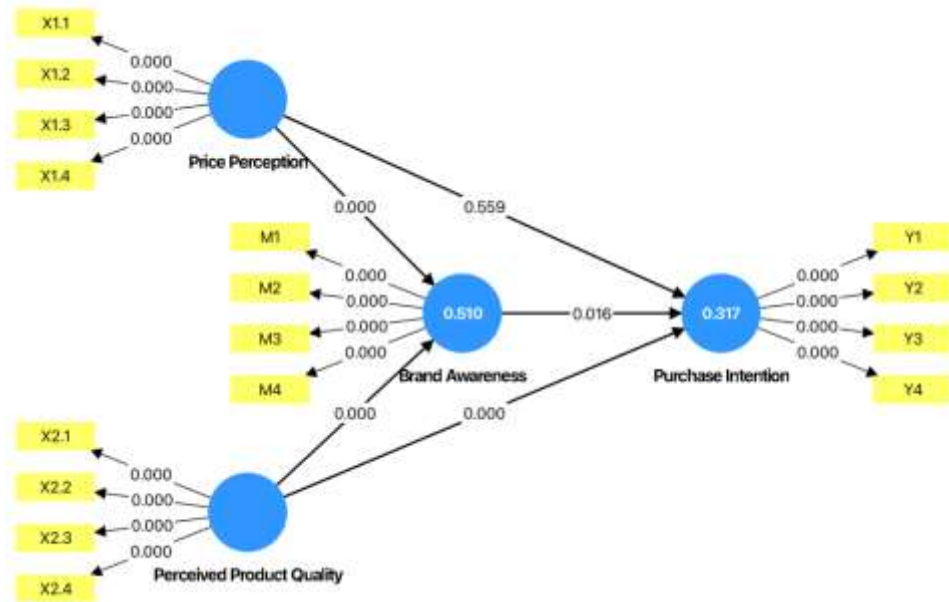 X1.1
0.000
X1.2
0.000
X1.3
0.000
X1.4
0.000
Price Perception
0.000
0.559
M1
0.000
M2
0.000
M3
0.000
M4
0.000
0.510
Brand Awareness
0.016
0.317
Purchase Intention
Y1
0.000
Y2
0.000
Y3
0.000
Y4
0.000
0.000
0.000
X2.1
0.000
X2.2
0.000
X2.3
0.000
X2.4
0.000
Perceived Product Quality